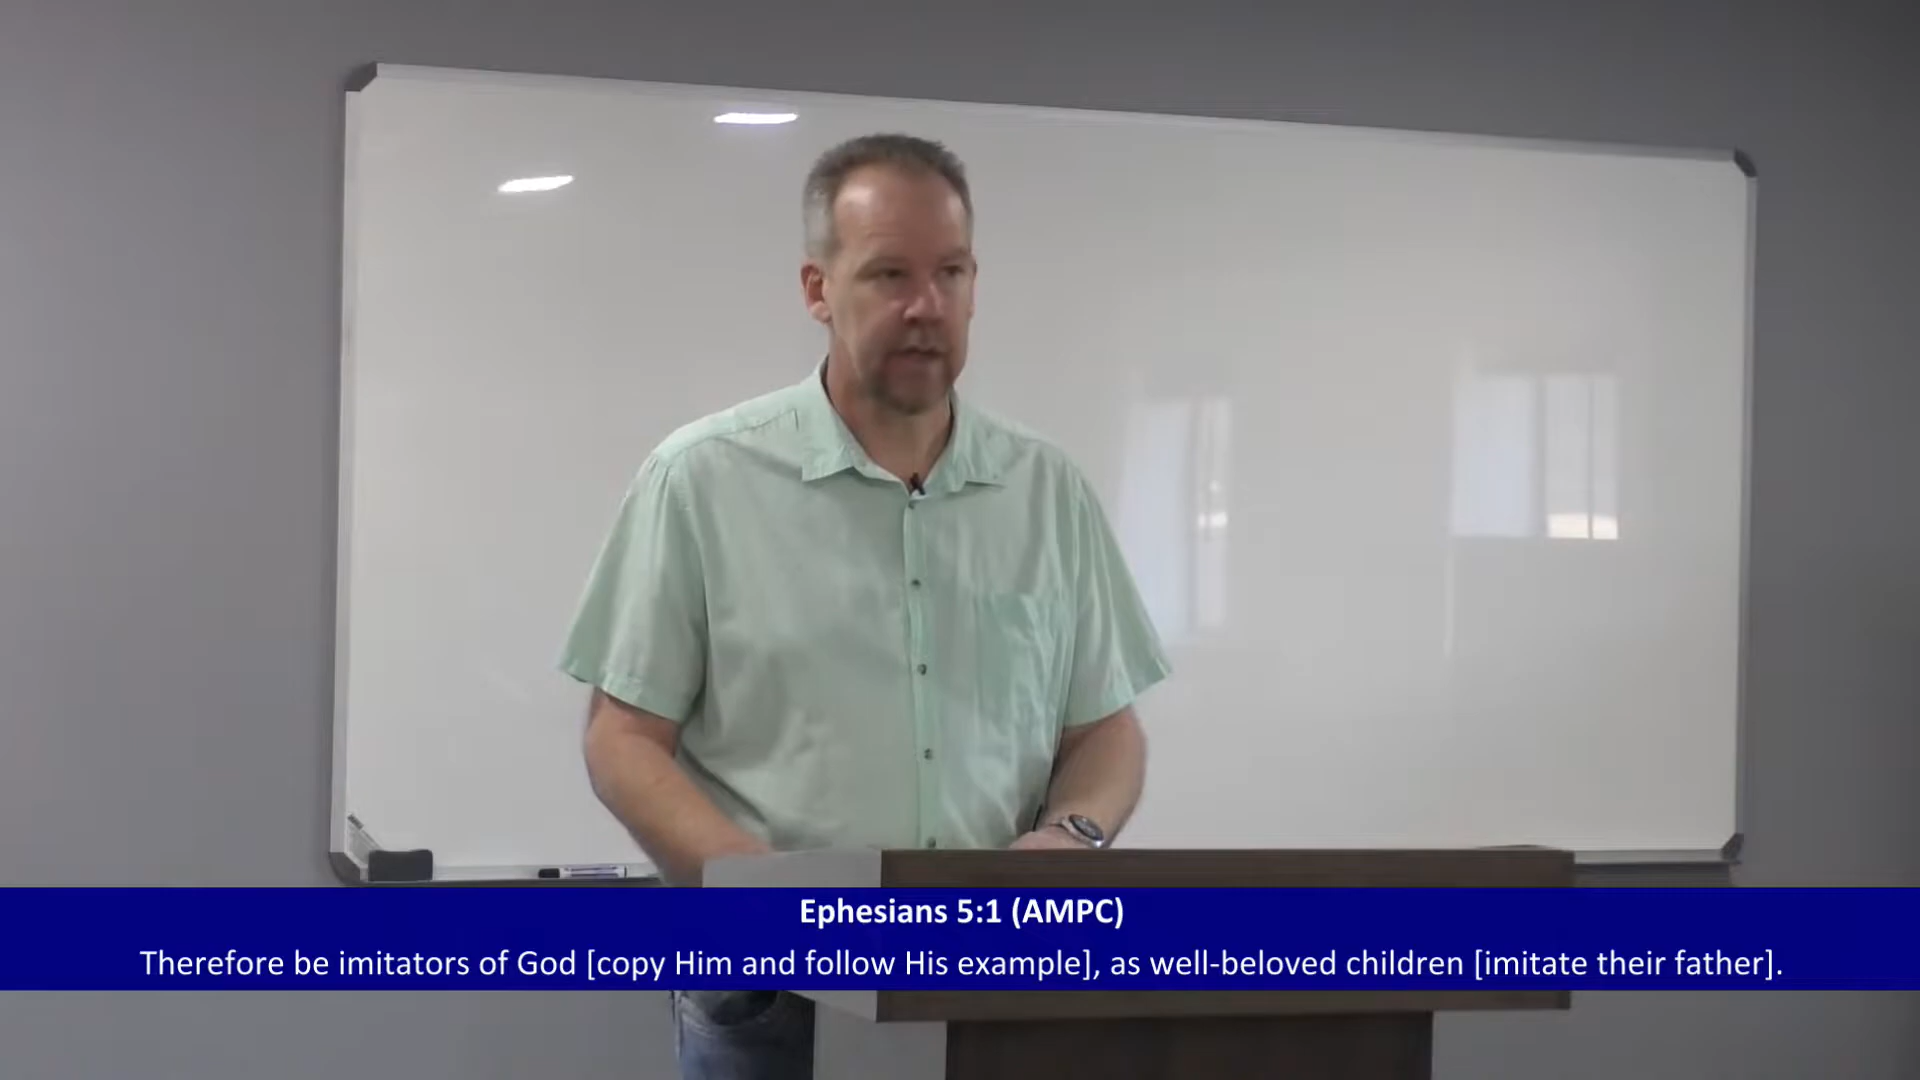 Ephesians 5:1 (AMPC)
Therefore be imitators of God [copy Him and follow His example], as well-beloved children [imitate their father].